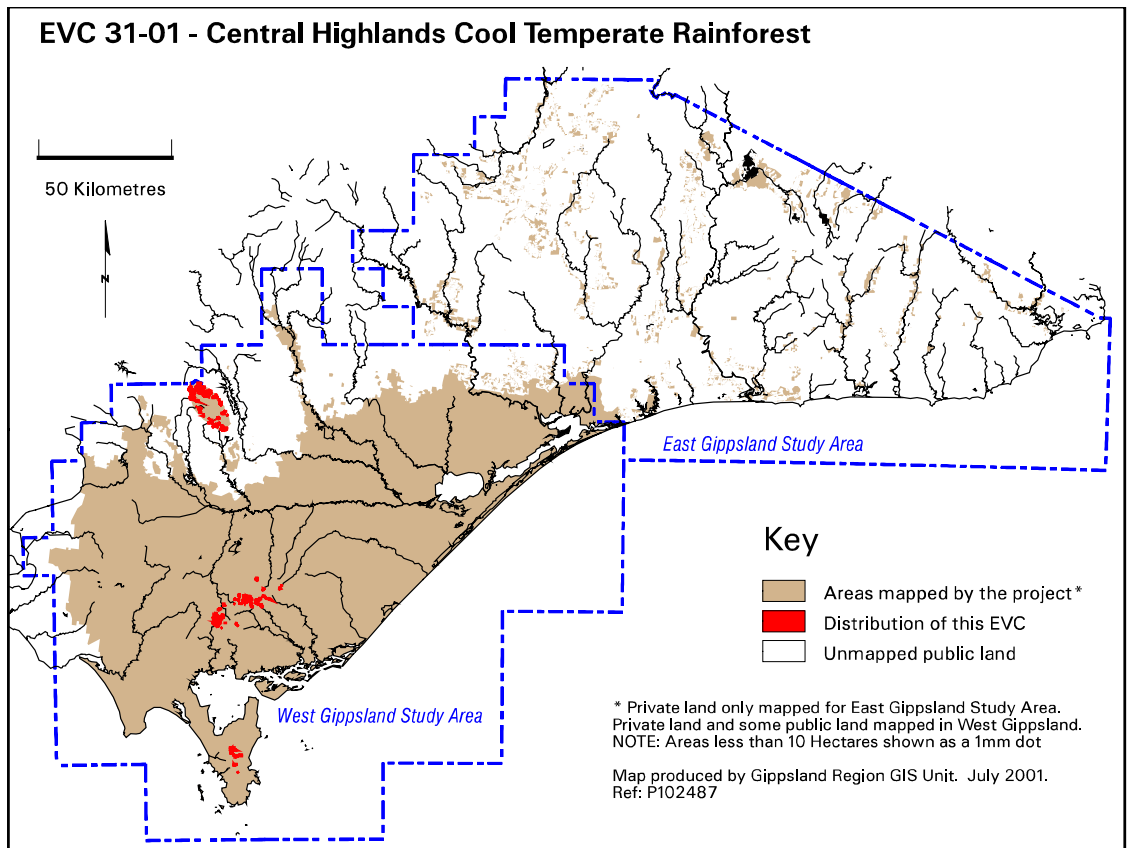 EVC 31-01 - Central Highlands Cool Temperate Rainforest
50 Kilometres
N
East Gippsland Study Area
West Gippsland Study Area
Key
Areas mapped by the project*
Distribution of this EVC
Unmapped public land
* Private land only mapped for East Gippsland Study Area.
Private land and some public land mapped in West Gippsland.
NOTE: Areas less than 10 Hectares shown as a 1mm dot
Map produced by Gippsland Region GIS Unit. July 2001.
Ref: P102487